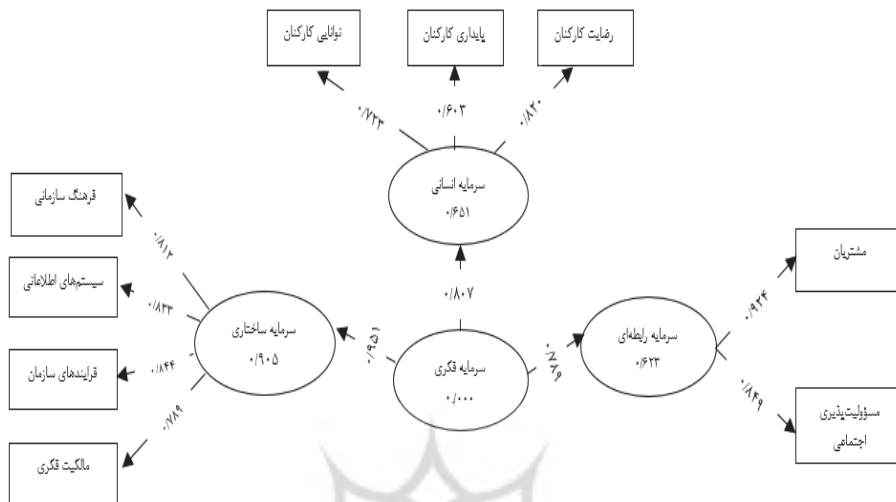 رضایت کارکنان
پایداری کارکنان
توانایی کارکنان
۰/۸۲۰
۰/۶۰۳
۰/۷۲۳
سرمایه انسانی
۰/۶۵۱
فرهنگ سازمانی
۰/۸۱۲
مشتریان
سیستم‌های اطلاعاتی
۰/۸۳۳
۰/۹۲۴
۰/۸۰۷
سرمایه ساختاری
۰/۹۰۵
سرمایه رابطه‌ای
۰/۶۲۳
فرایندهای سازمان
۰/۸۴۴
۰/۹۵۱
۰/۷۸۹
سرمایه فکری
۰/۰۰۰
۰/۸۴۹
مسؤولیت‌پذیری
اجتماعی
۰/۷۸۹
مالکیت فکری